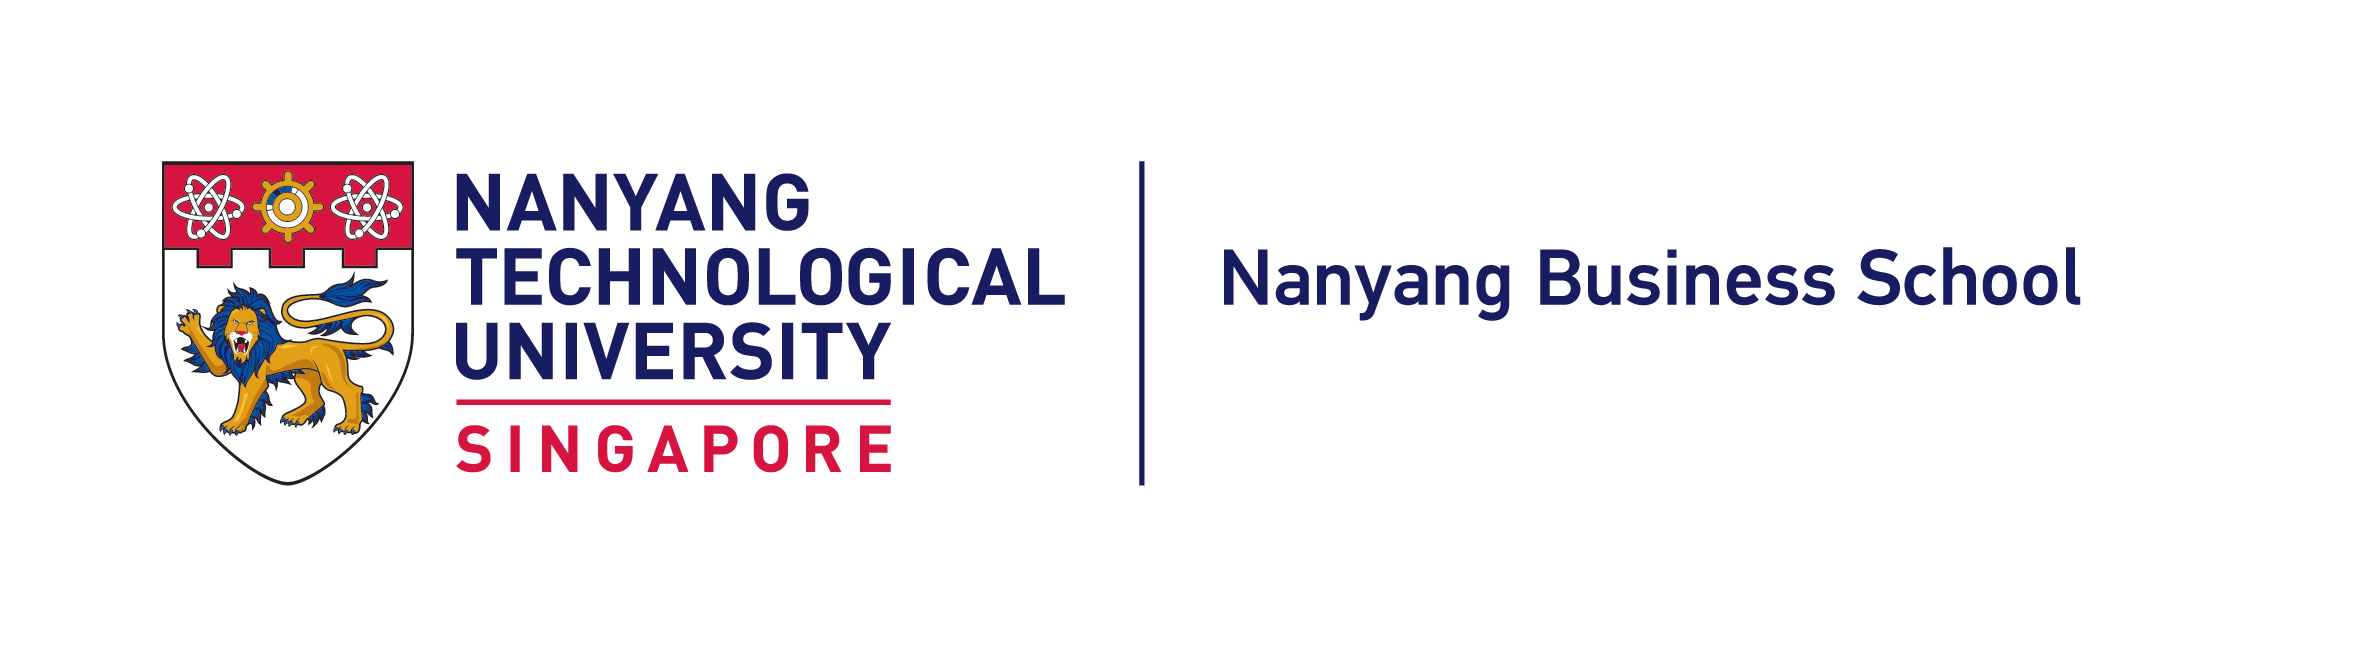 NANYANG
TECHNOLOGICAL
UNIVERSITY
SINGAPORE
Nanyang Business School